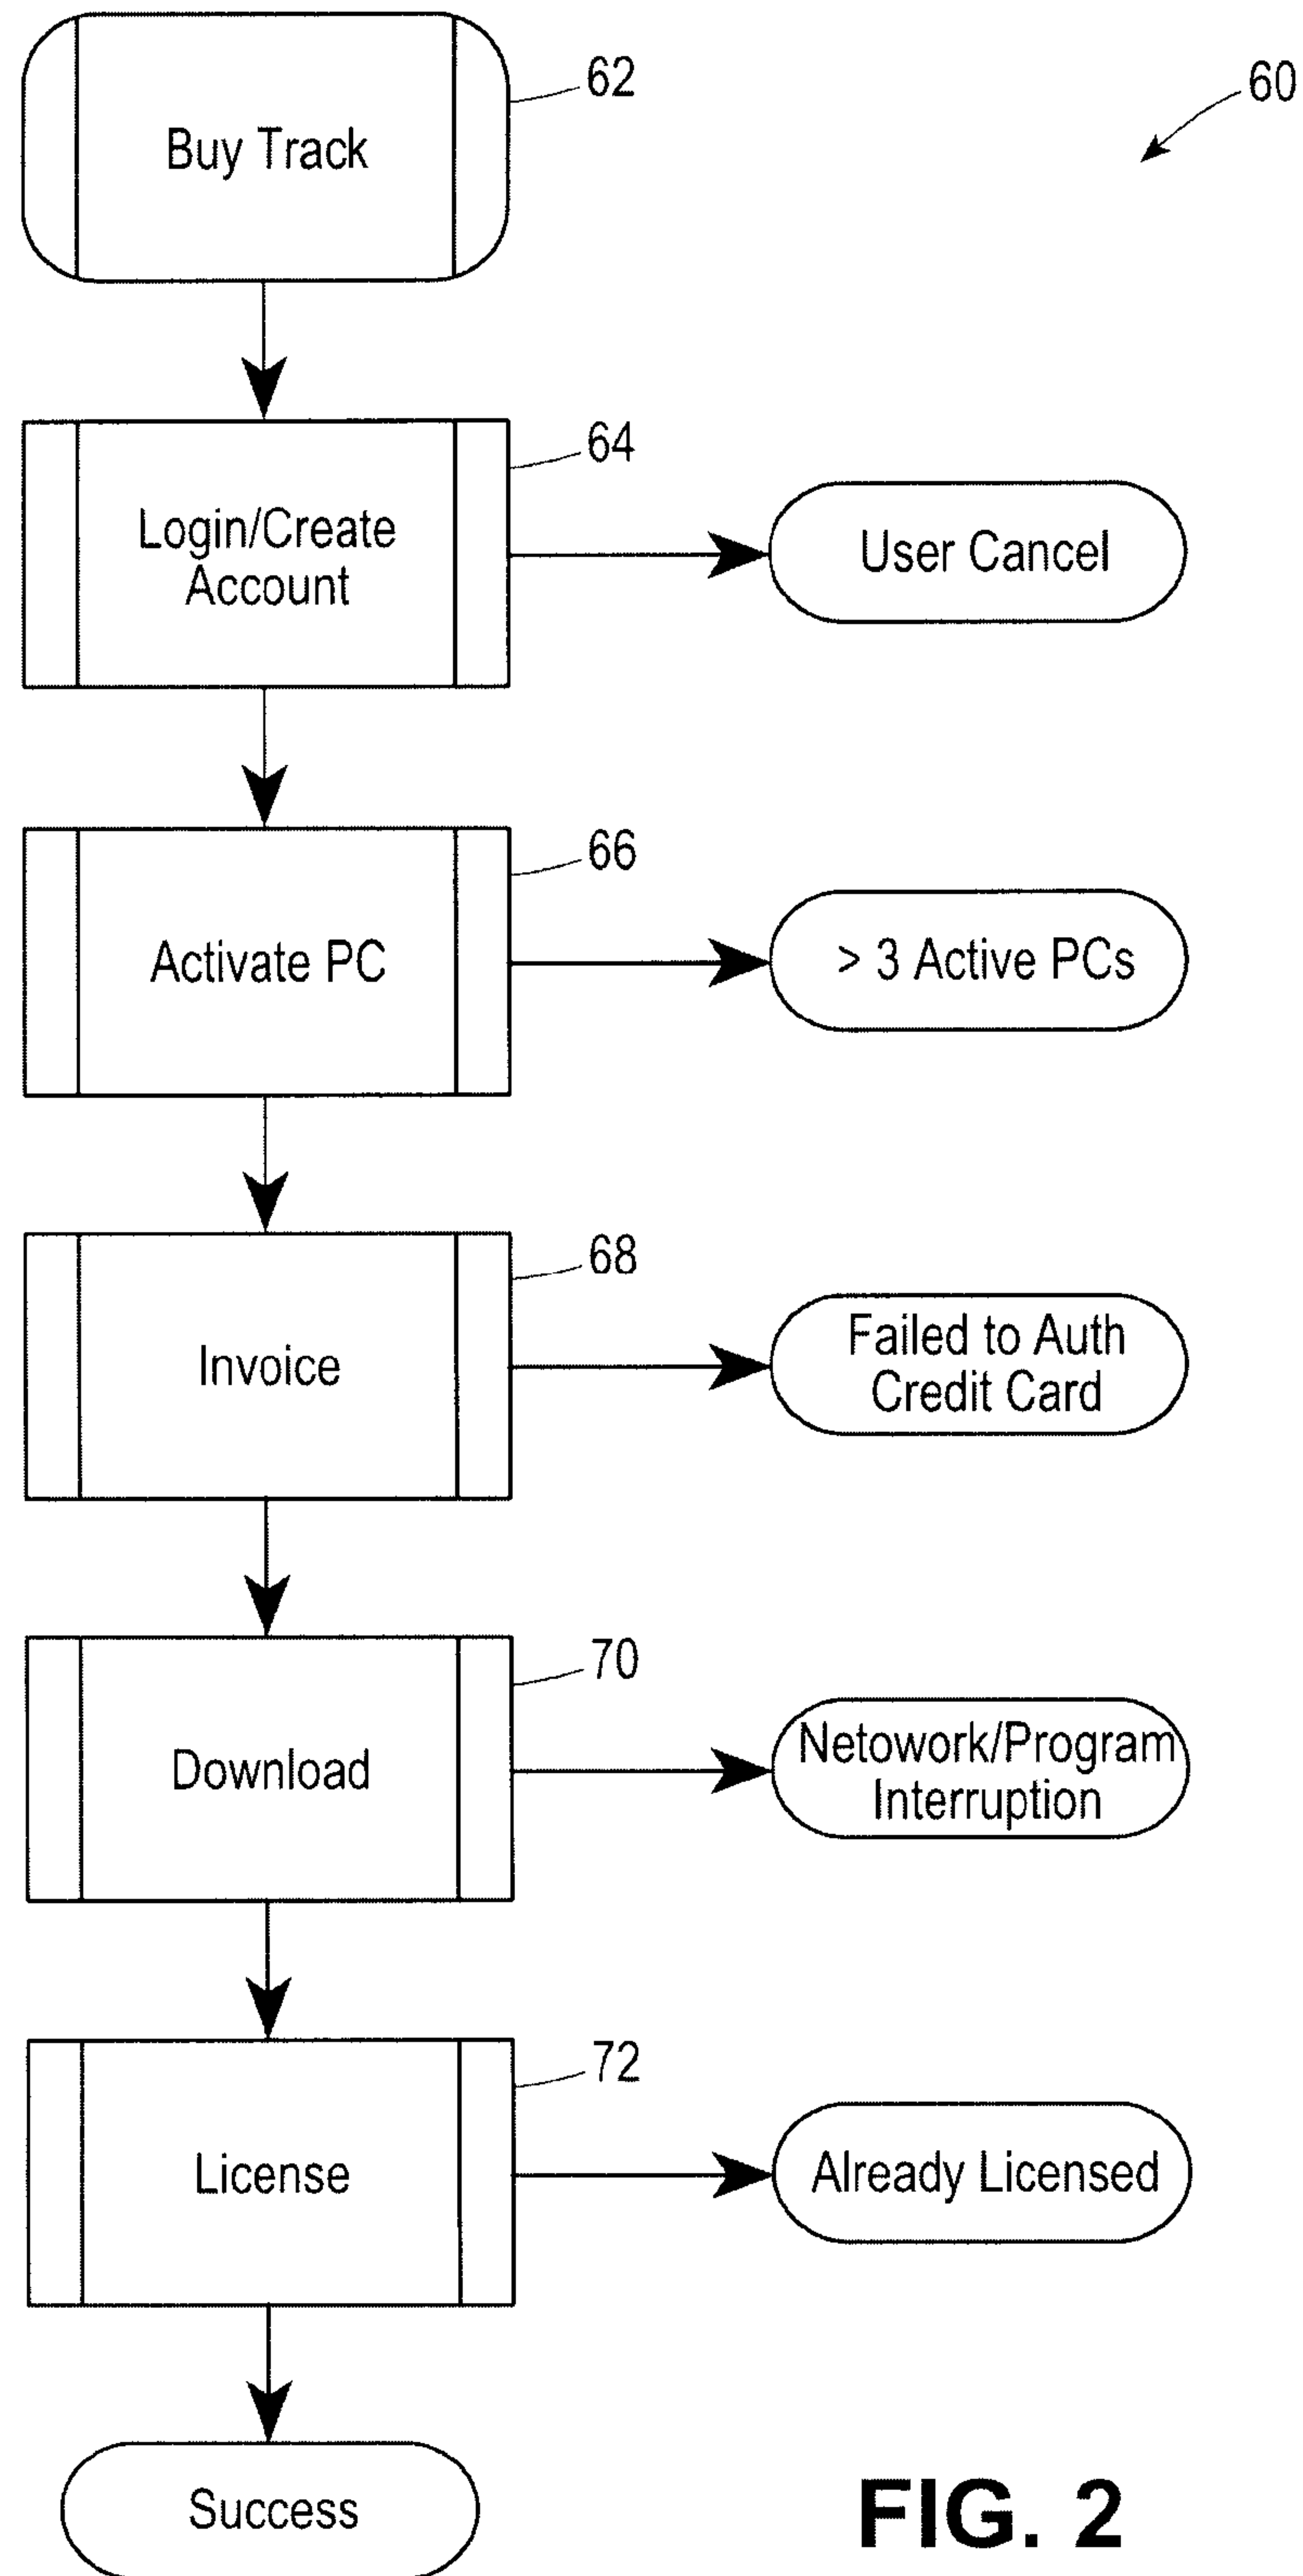 62
60
Buy Track
64
Login/Create
Account
User Cancel
66
Activate PC
> 3 Active PCs
68
Invoice
Failed to Auth
Credit Card
70
Download
Netowork/Program
Interruption
72
License
Already Licensed
Success
FIG. 2